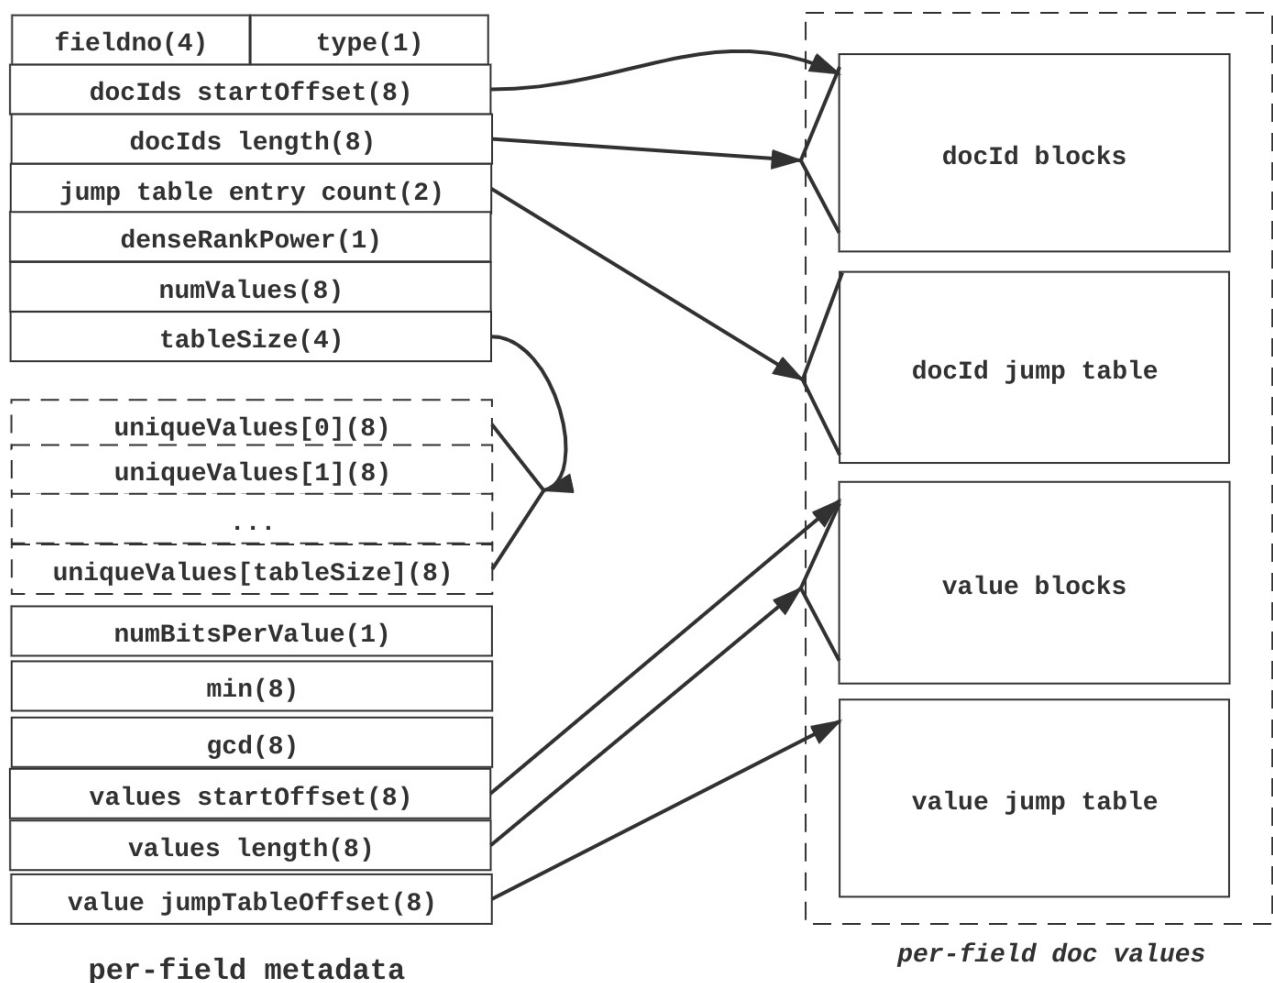 fieldno(4) type(1)
docIds startOffset(8)
docIds length(8)
jump table entry count(2)
denseRankPower(1)
numValues(8)
tableSize(4)
uniqueValues[0](8)
uniqueValues[1](8)
...
uniqueValues[tableSize](8)
numBitsPerValue(1)
min(8)
gcd(8)
values startOffset(8)
values length(8)
value jumpTableOffset(8)
per-field metadata
docId blocks
docId jump table
value blocks
value jump table
per-field doc values